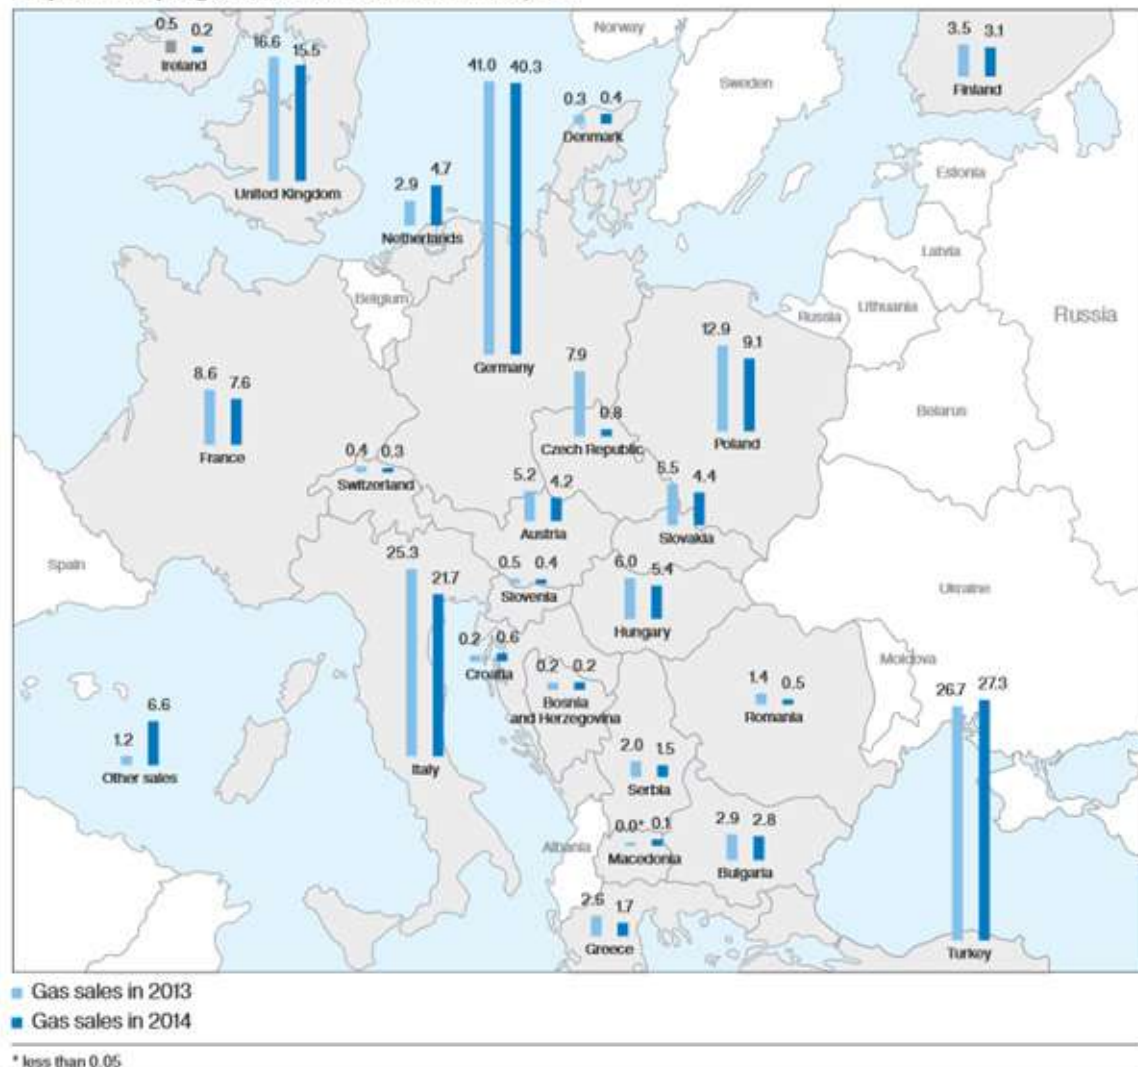 0.5 0.2
Ireland
16.6 15.5
United Kingdom
Norway
Sweden
3.5 3.1
Finland
41.0 40.3
Germany
0.3 0.4
Denmark
2.9 4.7
Netherlands
Estonia
Latvia
Lithuania
Russia
Russia
Belgium
Belarus
12.9 9.1
Poland
7.9 0.8
Czech Republic
8.6 7.6
France
0.4 0.3
Switzerland
5.2 4.2
Austria
5.5 4.4
Slovakia
Spain
Ukraine
25.3 21.7
Italy
0.5 0.4
Slovenia
6.0 5.4
Hungary
0.2 0.6
Croatia
0.2 0.2
Bosnia
and Herzegovina
Moldova
1.4 0.5
Romania
26.7 27.3
Turkey
1.2 6.6
Other sales
2.0 1.5
Serbia
Albania
0.0* 0.1
Macedonia
2.9 2.8
Bulgaria
2.6 1.7
Greece
Gas sales in 2013
Gas sales in 2014
* less than 0.05